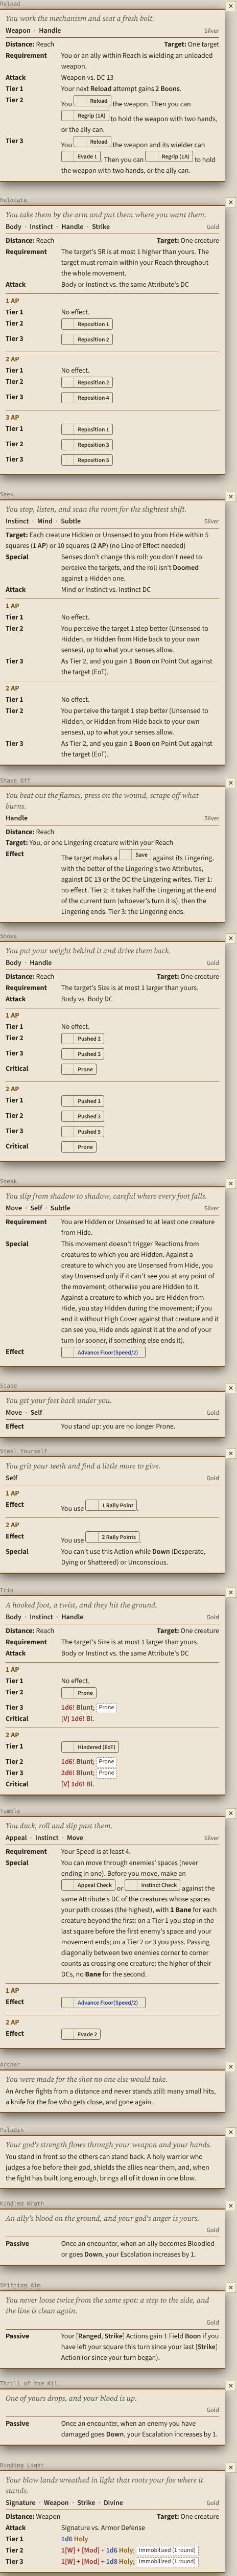 Reload
You work the mechanism and seat a fresh bolt.
Weapon · Handle Silver
Distance: Reach Target: One target
Requirement You or an ally within Reach is wielding an unloaded
weapon.
Attack Weapon vs. DC 13
Tier 1 Your next Reload attempt gains 2 Boons.
Tier 2 You Reload the weapon. Then you can
Regrip (1A) to hold the weapon with two hands,
or the ally can.
Tier 3 You Reload the weapon and its wielder can
Evade 1. Then you can Regrip (1A) to hold
the weapon with two hands, or the ally can.
Relocate
You take them by the arm and put them where you want them.
Body · Instinct · Handle · Strike
Distance: Reach Target: One creature
Requirement The target's SR is at most 1 higher than yours. The
target must remain within your Reach throughout
the whole movement.
Attack Body or Instinct vs. the same Attribute's DC
1 AP
Tier 1 No effect.
Tier 2 Reposition 1
Tier 3 Reposition 2
2 AP
Tier 1 No effect.
Tier 2 Reposition 2
Tier 3 Reposition 4
3 AP
Tier 1 Reposition 1
Tier 2 Reposition 3
Tier 3 Reposition 5
Seek
You stop, listen, and scan the room for the slightest shift.
Instinct · Mind · Subtle Silver
Target: Each creature Hidden or Unsensed to you from Hide within 5
squares (1 AP) or 10 squares (2 AP) (no Line of Effect needed)
Special Senses don't change this roll: you don't need to
perceive the targets, and the roll isn't Doomed
against a Hidden one.
Attack Mind or Instinct vs. Instinct DC
1 AP
Tier 1 No effect.
Tier 2 You perceive the target 1 step better (Unsensed to
Hidden, or Hidden from Hide back to your own
senses), up to what your senses allow.
Tier 3 As Tier 2, and you gain 1 Boon on Point Out against
the target (EoT).
2 AP
Tier 1 No effect.
Tier 2 You perceive the target 1 step better (Unsensed to
Hidden, or Hidden from Hide back to your own
senses), up to what your senses allow.
Tier 3 As Tier 2, and you gain 1 Boon on Point Out against
the target (EoT).
Shake Off
You beat out the flames, press on the wound, scrape off what
burns.
Handle Silver
Distance: Reach
Target: You, or one Lingering creature within your Reach
Effect The target makes a Save against its Lingering,
with the better of the Lingering's two Attributes,
against DC 13 or the DC the Lingering writes. Tier 1:
no effect. Tier 2: it takes half the Lingering at the end
of the current turn (whoever's turn it is), then the
Lingering ends. Tier 3: the Lingering ends.
Shove
You put your weight behind it and drive them back.
Body · Handle Gold
Distance: Reach Target: One creature
Requirement The target's Size is at most 1 larger than yours.
Attack Body vs. Body DC
1 AP
Tier 1 No effect.
Tier 2 Pushed 2
Tier 3 Pushed 3
Critical Prone
2 AP
Tier 1 Pushed 1
Tier 2 Pushed 3
Tier 3 Pushed 5
Critical Prone
Sneak
You slip from shadow to shadow, careful where every foot falls.
Move · Self · Subtle Silver
Requirement You are Hidden or Unsensed to at least one creature
from Hide.
Special This movement doesn't trigger Reactions from
creatures to which you are Hidden. Against a
creature to which you are Unsensed from Hide, you
stay Unsensed only if it can't see you at any point of
the movement; otherwise you are Hidden to it.
Against a creature to which you are Hidden from
Hide, you stay Hidden during the movement; if you
end it without High Cover against that creature and it
can see you, Hide ends against it at the end of your
turn (or sooner, if something else ends it).
Effect Advance Floor(Speed/2)
Stand
You get your feet back under you.
Move · Self Gold
Effect You stand up: you are no longer Prone.
Steel Yourself
You grit your teeth and find a little more to give.
Self Gold
1 AP
Effect You use 1 Rally Point.
2 AP
Effect You use 2 Rally Points.
Special You can't use this Action while Down (Desperate,
Dying or Shattered) or Unconscious.
Trip
A hooked foot, a twist, and they hit the ground.
Body · Instinct · Handle Gold
Distance: Reach Target: One creature
Requirement The target's Size is at most 1 larger than yours.
Attack Body or Instinct vs. the same Attribute's DC
1 AP
Tier 1 No effect.
Tier 2 Prone
Tier 3 1d6! Blunt; Prone
Critical [V] 1d6! Bl.
2 AP
Tier 1 Hindered (EoT)
Tier 2 1d6! Blunt; Prone
Tier 3 2d6! Blunt; Prone
Critical [V] 1d6! Bl.
Tumble
You duck, roll and slip past them.
Appeal · Instinct · Move Silver
Requirement Your Speed is at least 4.
Special You can move through enemies' spaces (never
ending in one). Before you move, make an
Appeal Check or Instinct Check against the
same Attribute's DC of the creatures whose spaces
your path crosses (the highest), with 1 Bane for each
creature beyond the first: on a Tier 1 you stop in the
last square before the first enemy's space and your
movement ends; on a Tier 2 or 3 you pass. Passing
diagonally between two enemies corner to corner
counts as crossing one creature: the higher of their
DCs, no Bane for the second.
1 AP
Effect Advance Floor(Speed/2)
2 AP
Effect Evade 2
Archer
You were made for the shot no one else would take.
An Archer fights from a distance and never stands still: many small hits,
a knife for the foe who gets close, and gone again.
Paladin
Your god's strength flows through your weapon and your hands.
You stand in front so the others can stand back. A holy warrior who
judges a foe before their god, shields the allies near them, and, when
the fight has built enough, brings all of it down in one blow.
Kindled Wrath
An ally's blood on the ground, and your god's anger is yours.
Gold
Passive Once an encounter, when an ally becomes Bloodied
or goes Down, your Escalation increases by 1.
Shifting Aim
You never loose twice from the same spot: a step to the side, and
the line is clean again.
Gold
Passive Your [Ranged, Strike] Actions gain 1 Field Boon if you
have left your square this turn since your last [Strike]
Action (or since your turn began).
Thrill of the Kill
One of yours drops, and your blood is up.
Gold
Passive Once an encounter, when an enemy you have
damaged goes Down, your Escalation increases by 1.
Binding Light
Your blow lands wreathed in light that roots your foe where it
stands.
Signature · Weapon · Strike · Divine Gold
Distance: Weapon Target: One creature
Attack Signature vs. Armor Defense
Tier 1 1d6 Holy
Tier 2 1[W] + [Mod] + 1d8 Holy; Immobilized (1 round)
Tier 3 1[W] + [Mod] + 1d8 Holy; Immobilized (1 round)